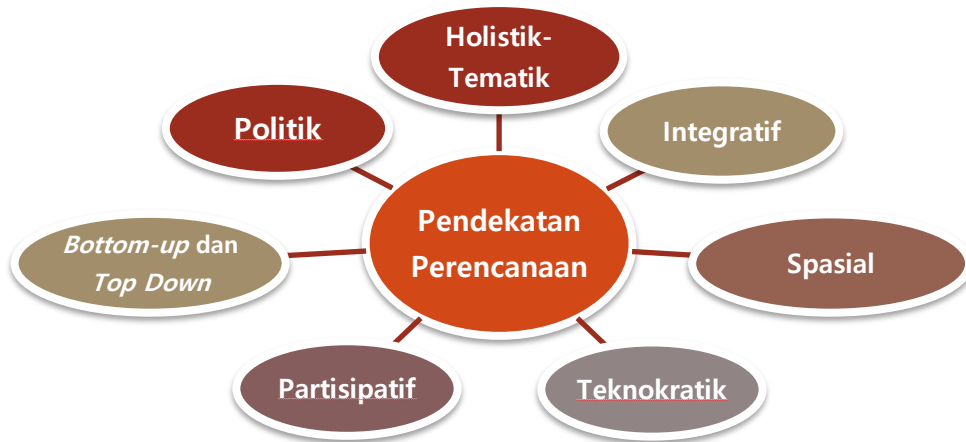 Holistik-
Tematik
Politik
Integratif
Pendekatan
Perencanaan
Bottom-up dan
Top Down
Spasial
Partisipatif
Teknokratik